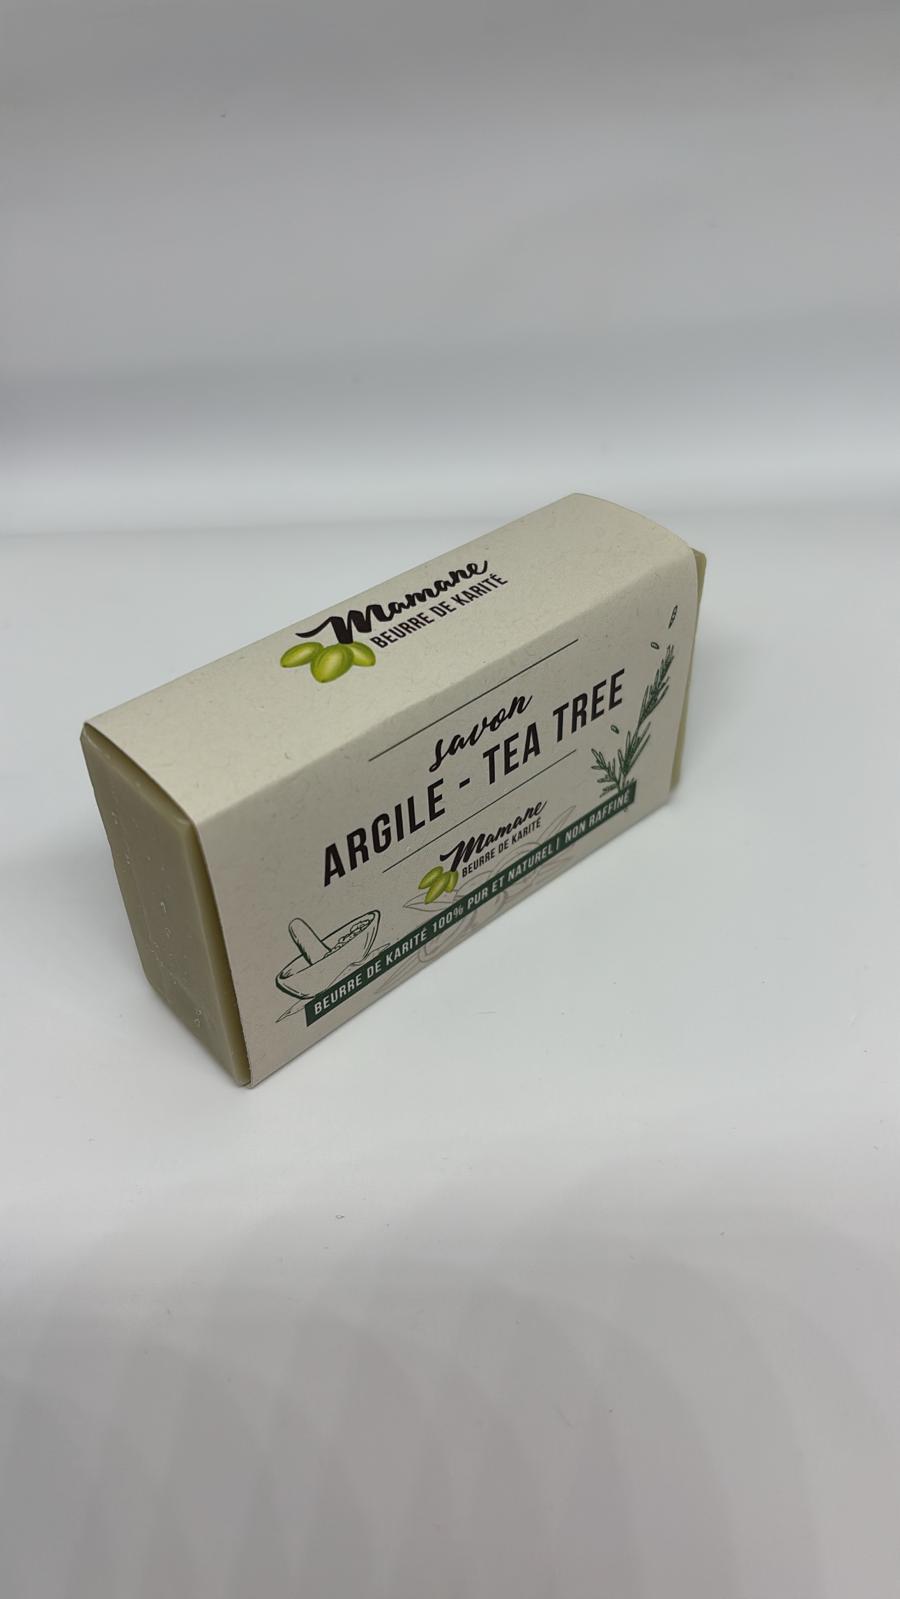 Mamane
BEURRE DE KARITÉ
savon
ARGILE - TEA TREE
Mamane
BEURRE DE KARITÉ
BEURRE DE KARITÉ 100% PUR ET NATUREL | NON RAFFINÉ